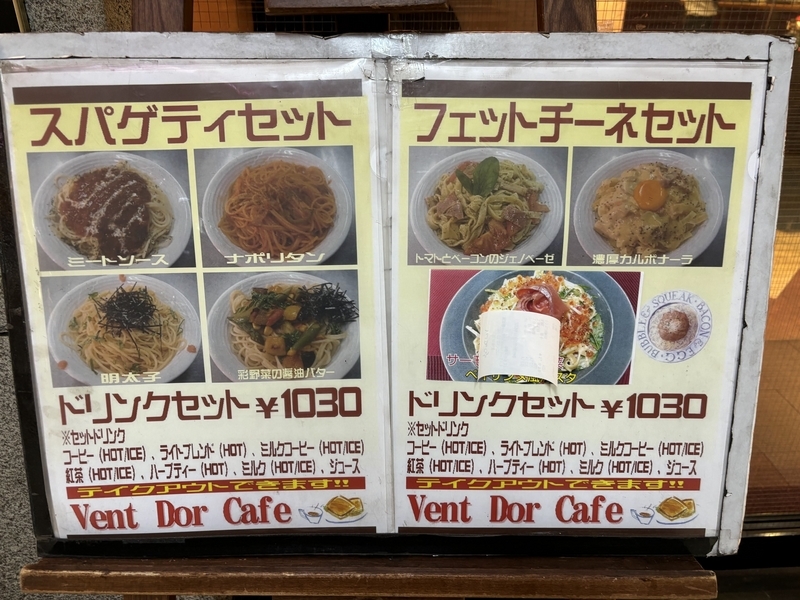 スパゲティセット
ミートソース
ナポリタン
明太子
彩野菜の醤油バター
ドリンクセット ¥1030
※セットドリンク
コーヒー (HOT/ICE) 、ライトブレンド (HOT) 、ミルクコーヒー (HOT/ICE)
紅茶 (HOT/ICE) 、ハーブティー (HOT) 、ミルク (HOT/ICE) 、ジュース
テイクアウトできます!!
Vent Dor Cafe
フェットチーネセット
トマトとベーコンのジェノベーゼ
濃厚カルボナーラ
サーモ
BUBBLE & SQUEAK・BACON & EGG・
ドリンクセット ¥1030
※セットドリンク
コーヒー (HOT/ICE) 、ライトブレンド (HOT) 、ミルクコーヒー (HOT/ICE)
紅茶 (HOT/ICE) 、ハーブティー (HOT) 、ミルク (HOT/ICE) 、ジュース
テイクアウトできます!!
Vent Dor Cafe